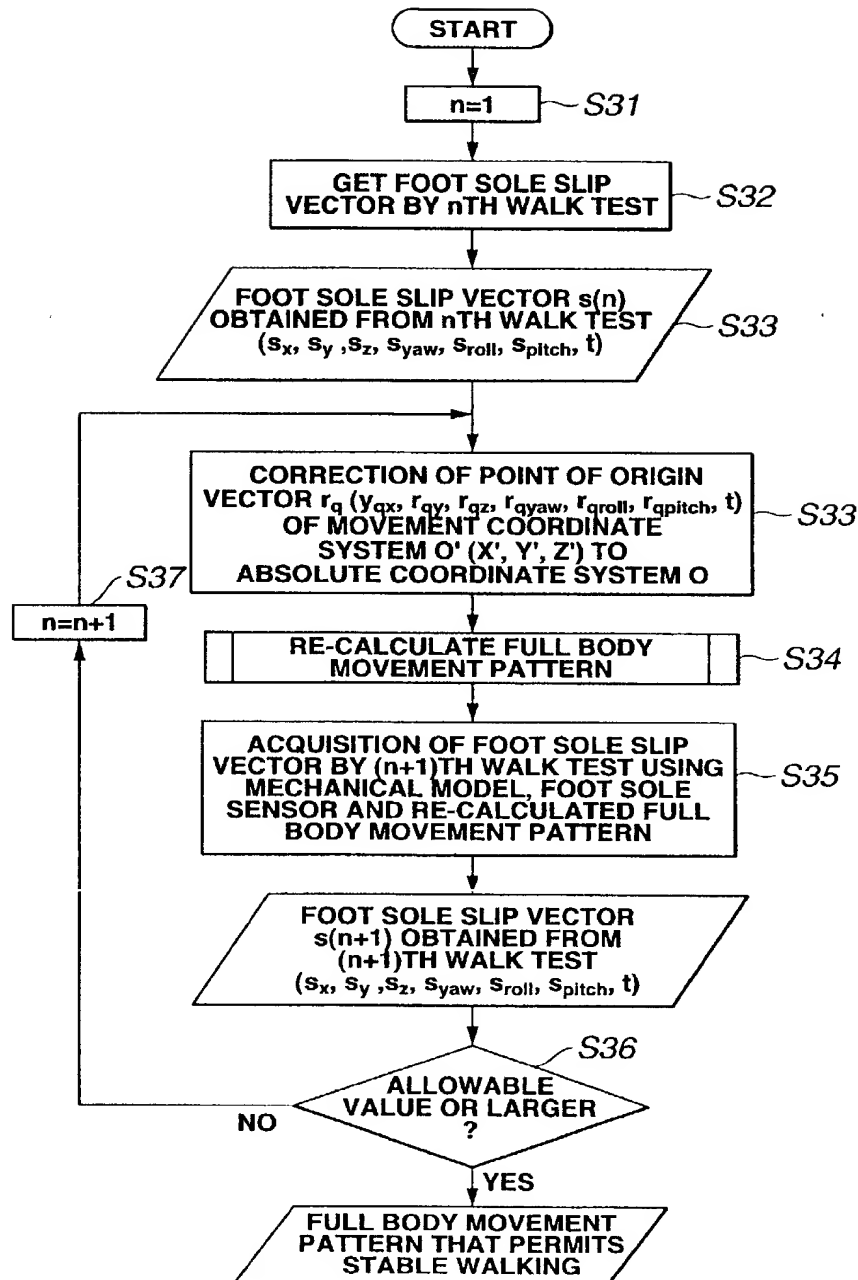 START
n=1
S31
GET FOOT SOLE SLIP
VECTOR BY nTH WALK TEST
S32
FOOT SOLE SLIP VECTOR s(n)
OBTAINED FROM nTH WALK TEST
(sx, sy ,sz, syaw, sroll, spitch, t)
S33
CORRECTION OF POINT OF ORIGIN
VECTOR rq (yqx, rqy, rqz, rqyaw, rqroll, rqpitch, t)
OF MOVEMENT COORDINATE
SYSTEM O' (X', Y', Z') TO
ABSOLUTE COORDINATE SYSTEM O
S33
S37
n=n+1
RE-CALCULATE FULL BODY
MOVEMENT PATTERN
S34
ACQUISITION OF FOOT SOLE SLIP
VECTOR BY (n+1)TH WALK TEST USING
MECHANICAL MODEL, FOOT SOLE
SENSOR AND RE-CALCULATED FULL
BODY MOVEMENT PATTERN
S35
FOOT SOLE SLIP VECTOR
s(n+1) OBTAINED FROM
(n+1)TH WALK TEST
(sx, sy ,sz, syaw, sroll, spitch, t)
S36
ALLOWABLE
VALUE OR LARGER
?
NO
YES
FULL BODY MOVEMENT
PATTERN THAT PERMITS
STABLE WALKING